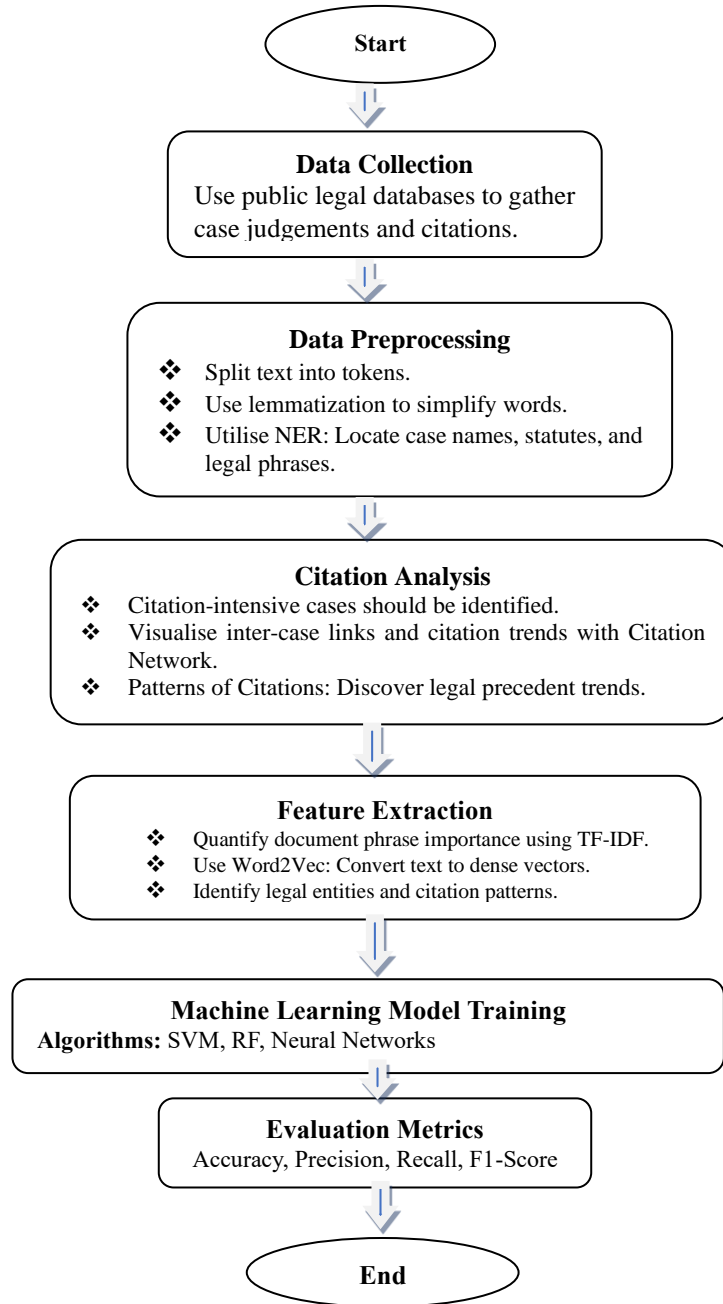 Start
Data Collection
Use public legal databases to gather
case judgements and citations.
Data Preprocessing
❖ Split text into tokens.
❖ Use lemmatization to simplify words.
❖ Utilise NER: Locate case names, statutes, and
legal phrases.
Citation Analysis
❖ Citation-intensive cases should be identified.
❖ Visualise inter-case links and citation trends with Citation
Network.
❖ Patterns of Citations: Discover legal precedent trends.
Feature Extraction
❖ Quantify document phrase importance using TF-IDF.
❖ Use Word2Vec: Convert text to dense vectors.
❖ Identify legal entities and citation patterns.
Machine Learning Model Training
Algorithms: SVM, RF, Neural Networks
Evaluation Metrics
Accuracy, Precision, Recall, F1-Score
End